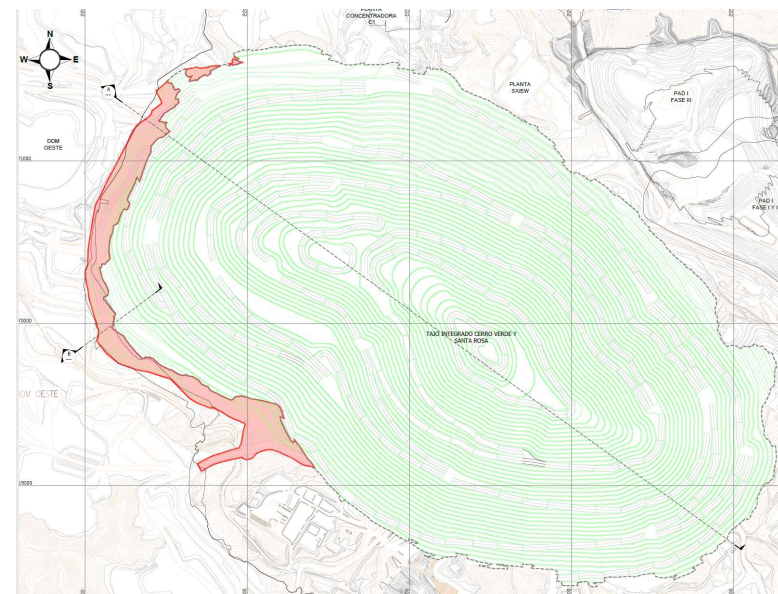 PLANTA
CONCENTRADORA
C1
N
W
E
S
A
PLANTA
SX/EW
PAD I
FASE III
DDM
OESTE
PAD I
FASE I Y I
TAJO INTEGRADO CERRO VERDE Y
SANTA ROSA
B
OM OESTE